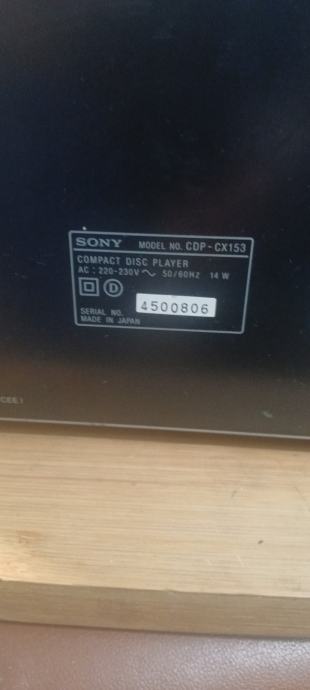 SONY MODEL NO. CDP-CX153
COMPACT DISC PLAYER
AC : 220-230V ~ 50/60HZ 14 W
D
4500806
SERIAL NO.
MADE IN JAPAN